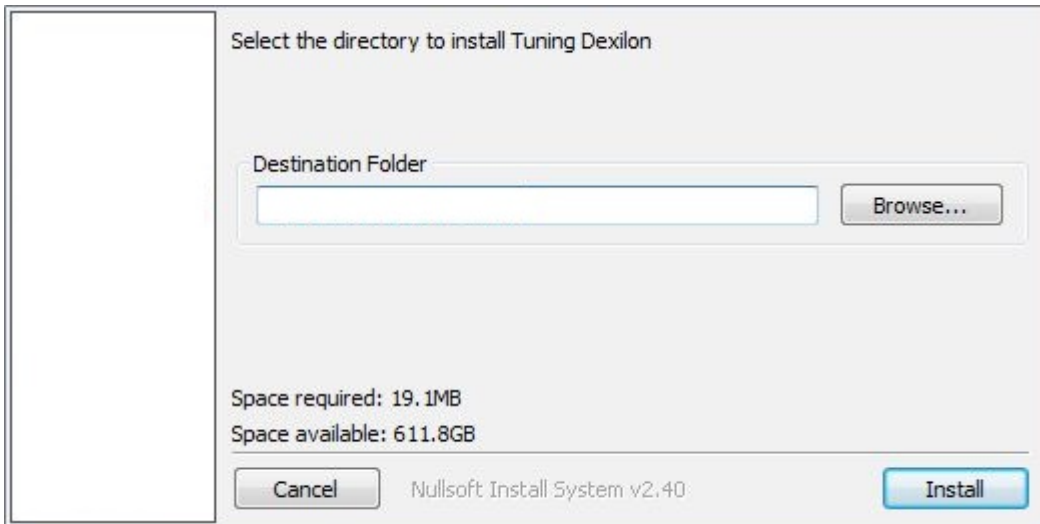 Select the directory to install Tuning Dexilon
Destination Folder
Browse...
Space required: 19.1MB
Space available: 611.8GB
Cancel
Nullsoft Install System v2.40
Install